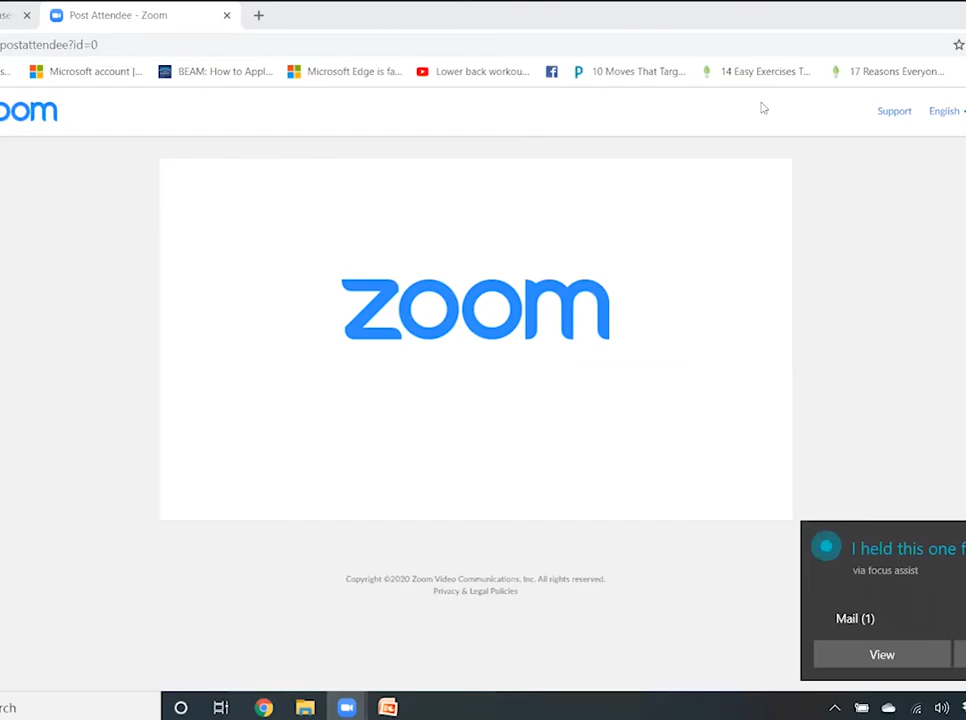 use
Post Attendee - Zoom
postattendee?id=0
s...
Microsoft account |...
BEAM: How to Appl...
Microsoft Edge is fa...
Lower back workou...
10 Moves That Targ...
14 Easy Exercises T...
17 Reasons Everyon...
oom
Support
English
zoom
Copyright ©2020 Zoom Video Communications, Inc. All rights reserved.
Privacy & Legal Policies
I held this one f
via focus assist
Mail (1)
View
rch